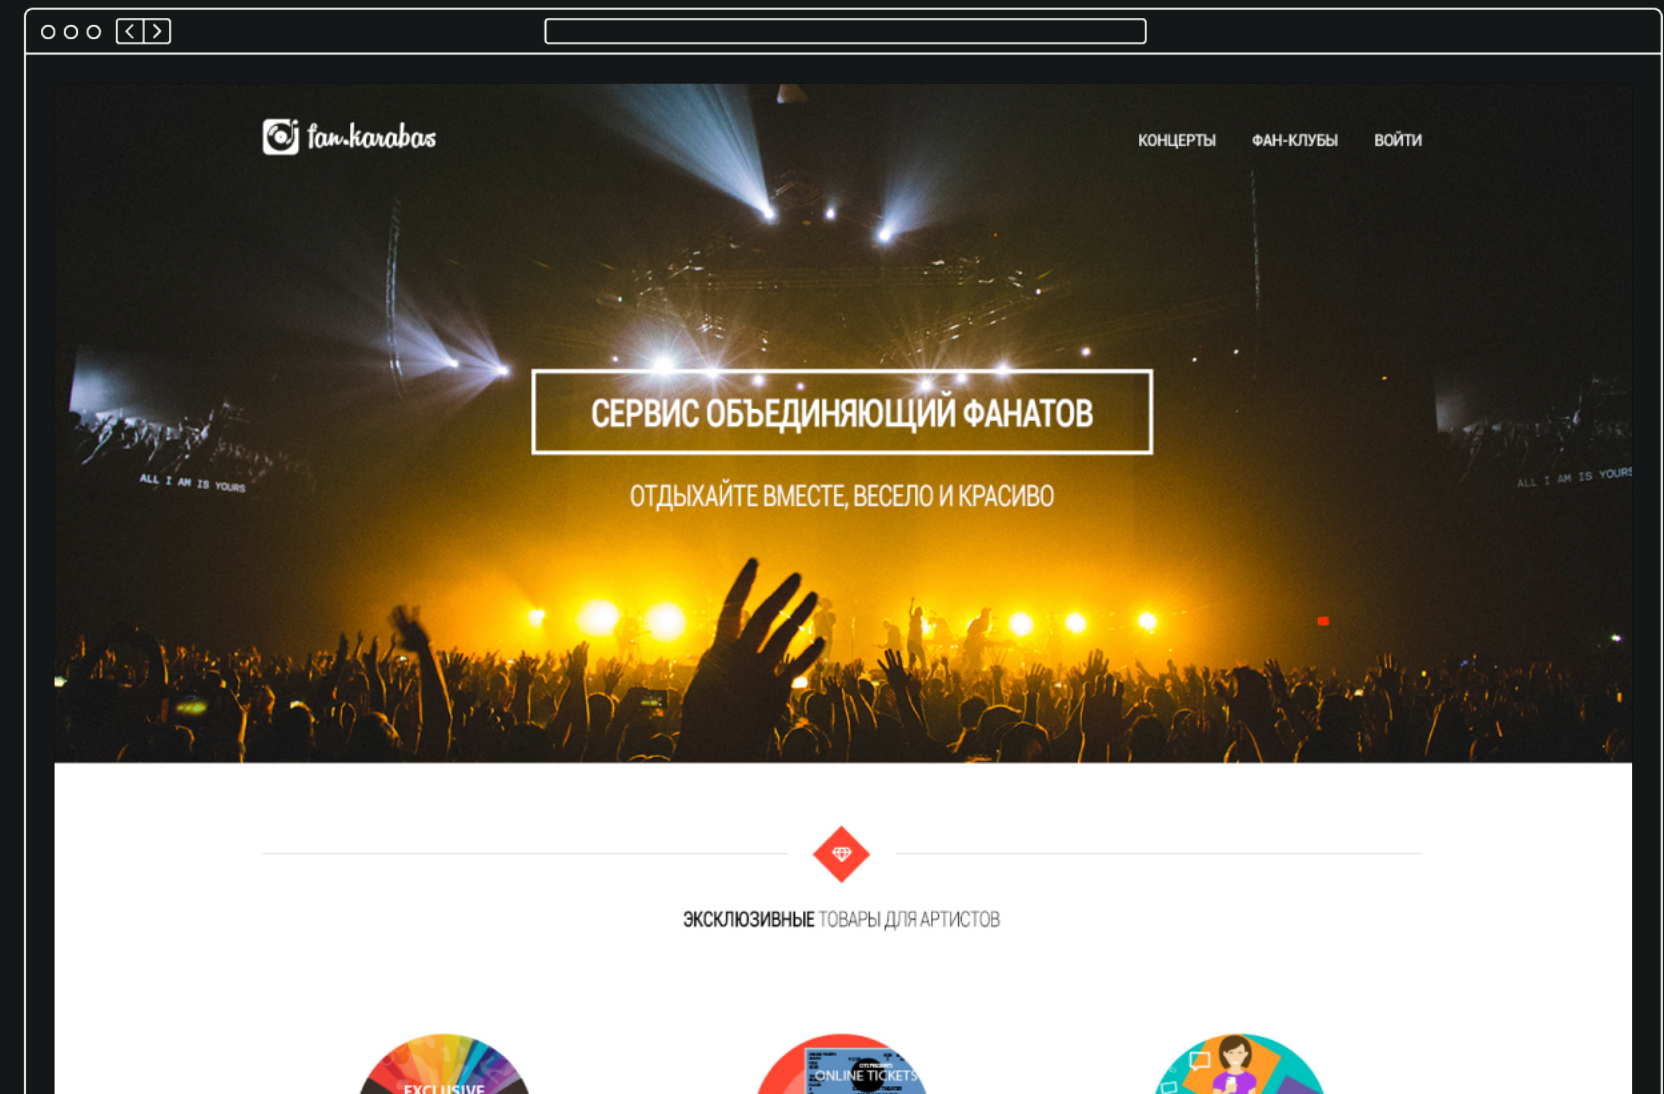 fan.karabas
КОНЦЕРТЫ ФАН-КЛУБЫ ВОЙТИ
СЕРВИС ОБЪЕДИНЯЮЩИЙ ФАНАТОВ
ОТДЫХАЙТЕ ВМЕСТЕ, ВЕСЕЛО И КРАСИВО
ALL I AM IS YOURS
ALL I AM IS YOURS
ЭКСКЛЮЗИВНЫЕ ТОВАРЫ ДЛЯ АРТИСТОВ
EXCLUSIVE
ONLINE TICKETS